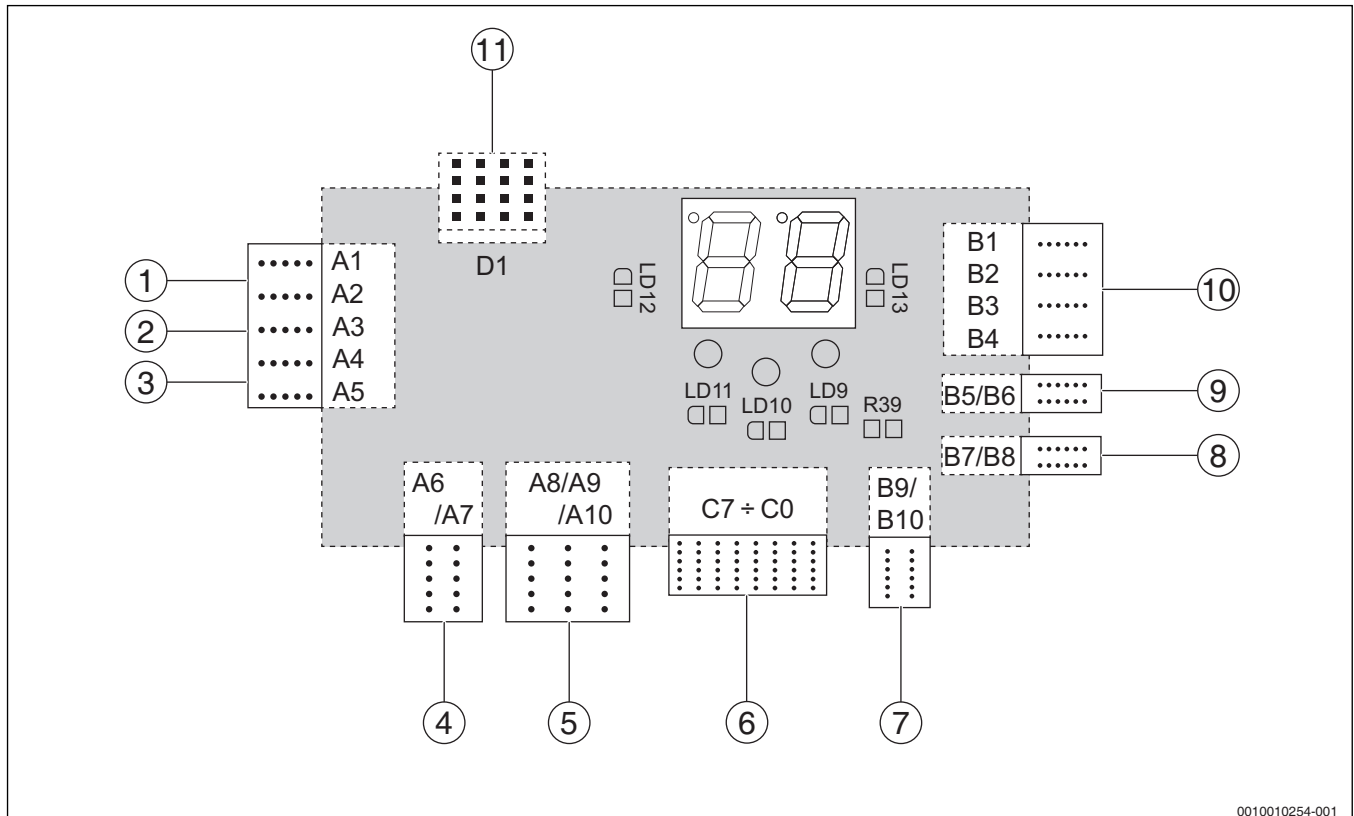 11
D1
1
2
3
A1
A2
A3
A4
A5
LD12
LD13
LD11
LD10
LD9
R39
B1
B2
B3
B4
10
B5/B6
9
B7/B8
8
A6
/A7
A8/A9
/A10
C7 ÷ C0
B9/
B10
4
5
6
7
0010010254-001